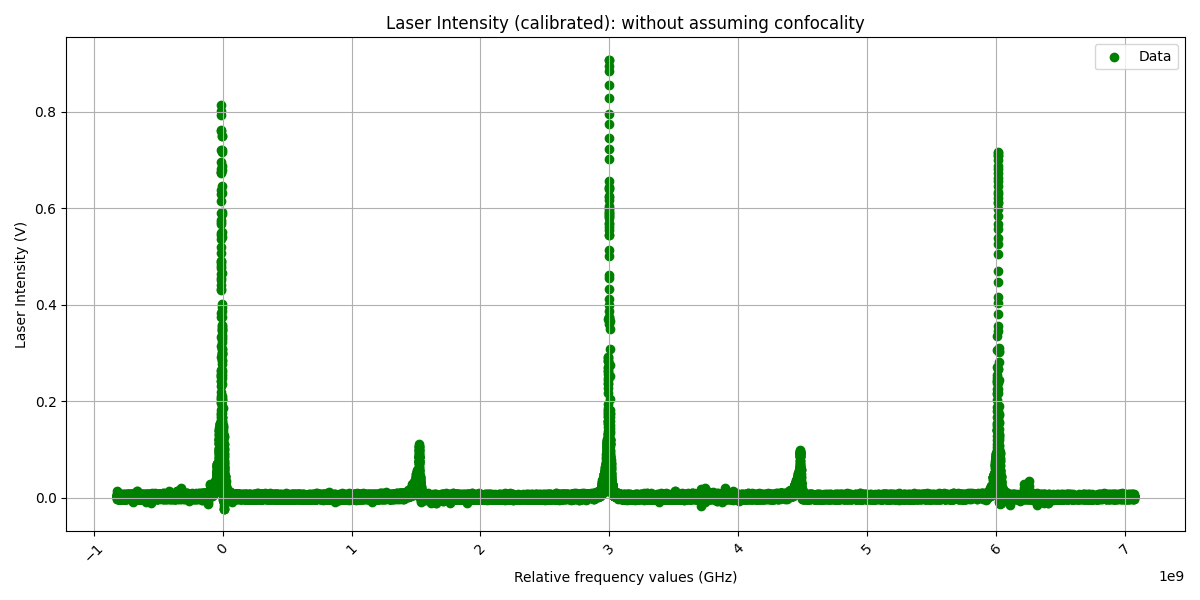 Laser Intensity (calibrated): without assuming confocality
Data
Laser Intensity (V)
0.8
0.6
0.4
0.2
0.0
−1
0
1
2
3
4
5
6
7
1e9
Relative frequency values (GHz)